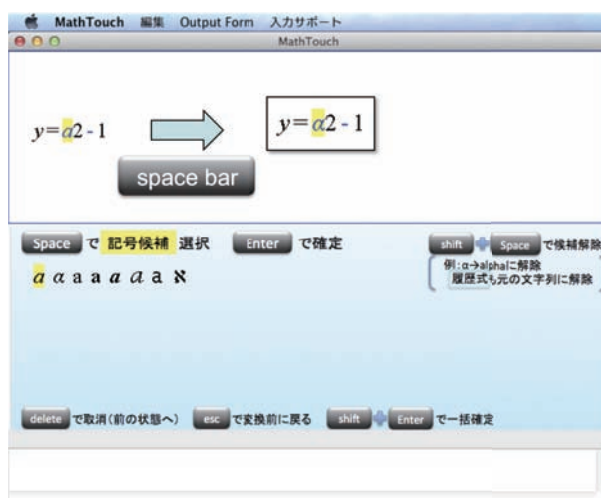 MathTouch 編集 Output Form 入力サポート
MathTouch
y=a2 - 1
y=α2 - 1
space bar
Space で 記号候補 選択 Enter で確定
shift Space で候補解除
a α a a a a a ℵ
例:α→alphaに解除
履歴式も元の文字列に解除
delete で取消(前の状態へ) esc で変換前に戻る shift Enter で一括確定